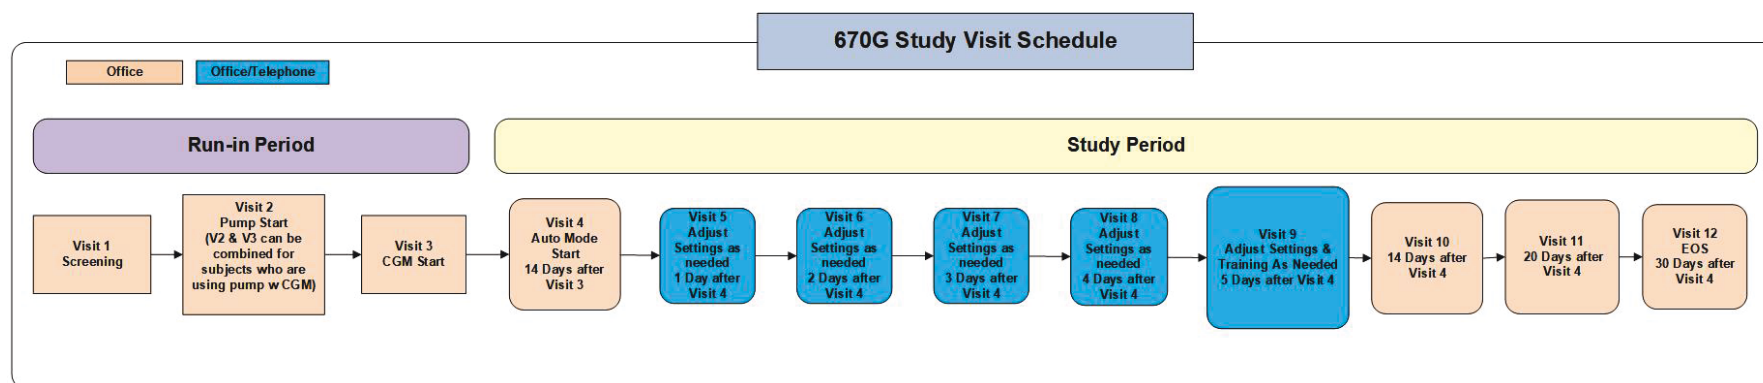 670G Study Visit Schedule
Office
Office/Telephone
Run-in Period
Study Period
Visit 1
Screening
Visit 2
Pump Start
(V2 & V3 can be
combined for
subjects who are
using pump w CGM)
Visit 3
CGM Start
Visit 4
Auto Mode
Start
14 Days after
Visit 3
Visit 5
Adjust
Settings as
needed
1 Day after
Visit 4
Visit 6
Adjust
Settings as
needed
2 Days after
Visit 4
Visit 7
Adjust
Settings as
needed
3 Days after
Visit 4
Visit 8
Adjust
Settings as
needed
4 Days after
Visit 4
Visit 9
Adjust Settings &
Training As Needed
5 Days after Visit 4
Visit 10
14 Days after
Visit 4
Visit 11
20 Days after
Visit 4
Visit 12
EOS
30 Days after
Visit 4